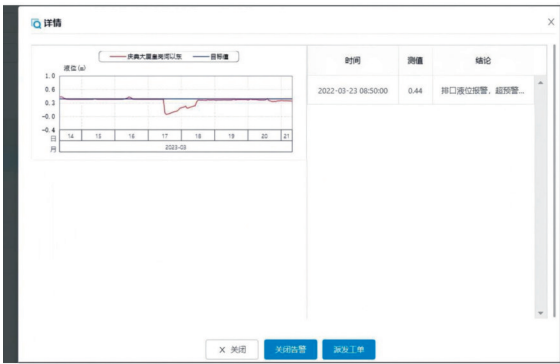 详情
庆典大厦皇岗河以东 目标值
液位(m)
1.0
0.6
0.3
-0.0
-0.4
日 14 15 16 17 18 19 20 21
月 2023-03
时间 测值 结论
2022-03-23 08:50:00 0.44 排口液位报警，超预警...
X 关闭 关闭告警 派发工单